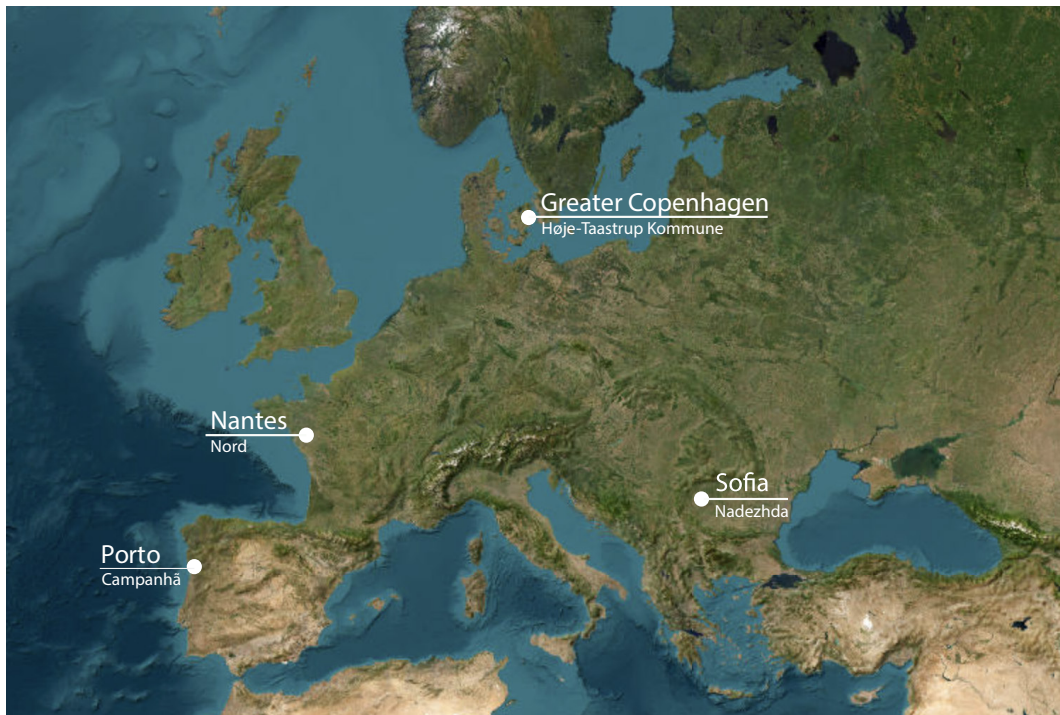 Greater Copenhagen
Høje-Taastrup Kommune
Nantes
Nord
Sofia
Nadezhda
Porto
Campanhã